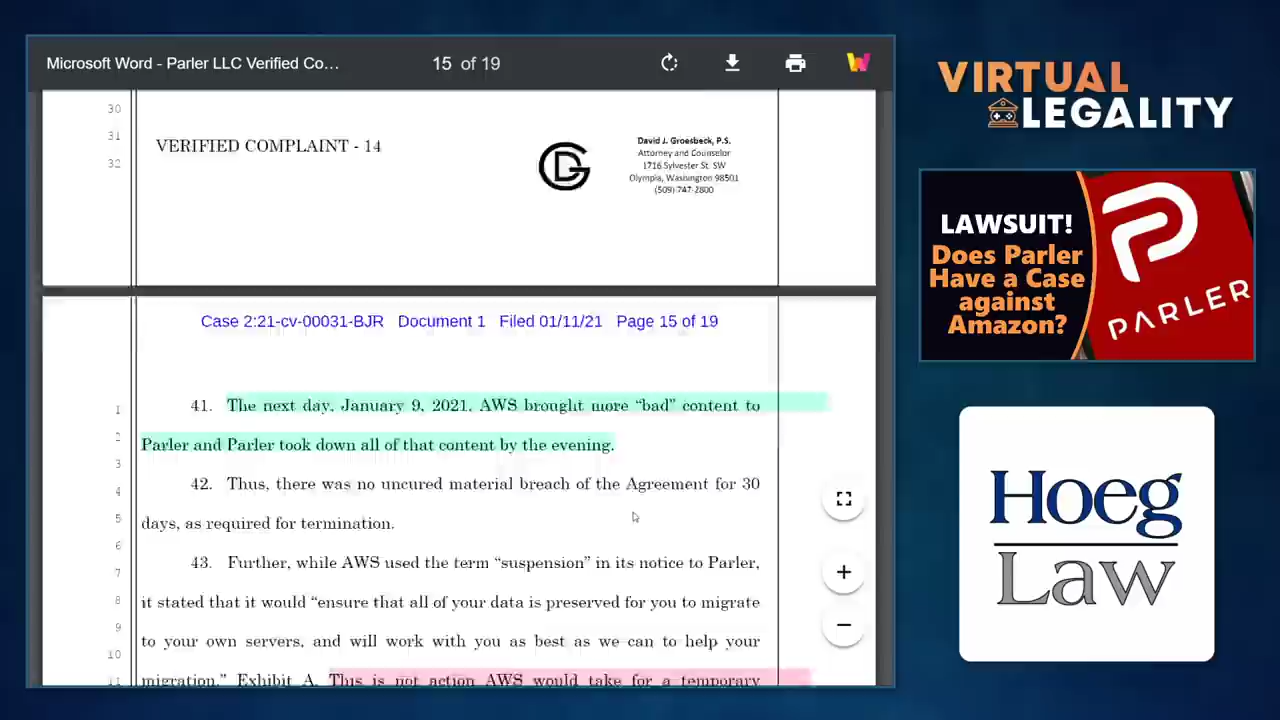 Microsoft Word - Parler LLC Verified Co...
15 of 19
30
31
32
VERIFIED COMPLAINT - 14
David J. Groesbeck, P.S.
Attorney and Counselor
1716 Sylvester St. SW
Olympia, Washington 98501
(509) 747-2800
Case 2:21-cv-00031-BJR Document 1 Filed 01/11/21 Page 15 of 19
1
2
3
4
5
6
7
8
9
10
11
41. The next day, January 9, 2021, AWS brought more “bad” content to
Parler and Parler took down all of that content by the evening.
42. Thus, there was no uncured material breach of the Agreement for 30
days, as required for termination.
43. Further, while AWS used the term “suspension” in its notice to Parler,
it stated that it would “ensure that all of your data is preserved for you to migrate
to your own servers, and will work with you as best as we can to help your
migration.” Exhibit A. This is not action AWS would take for a temporary
VIRTUAL
LEGALITY
LAWSUIT!
Does Parler
Have a Case
against
Amazon?
PARLER
Hoeg
Law